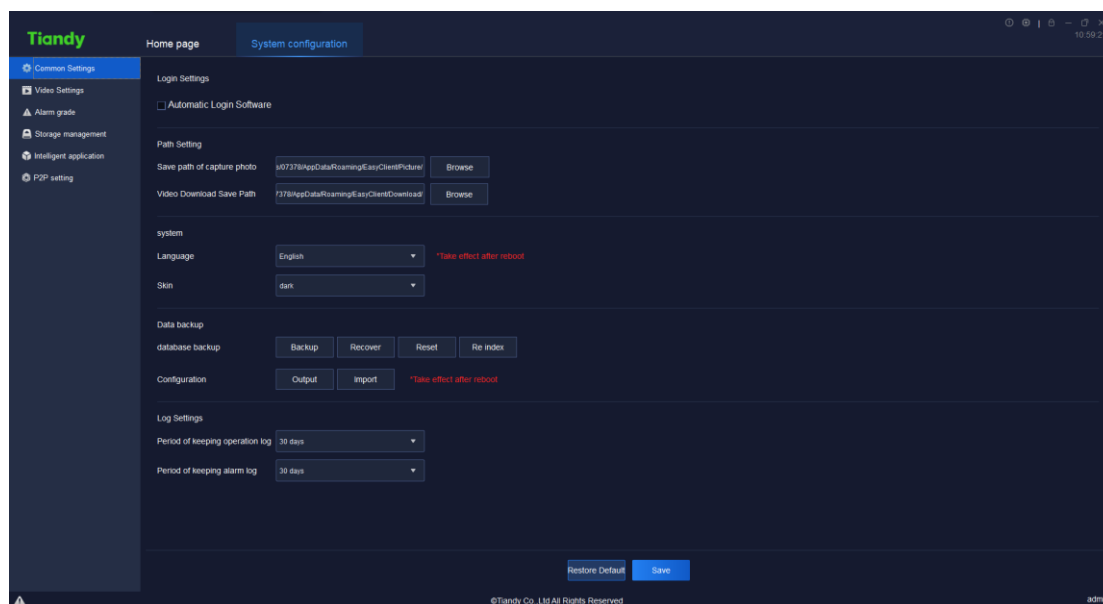 Tiandy
Home page
System configuration
10:59:2
Common Settings
Video Settings
Alarm grade
Storage management
Intelligent application
P2P setting
Login Settings
Automatic Login Software
Path Setting
Save path of capture photo s/07378/AppData/Roaming/EasyClient/Picture/ Browse
Video Download Save Path 7378/AppData/Roaming/EasyClient/Download/ Browse
system
Language English *Take effect after reboot
Skin dark
Data backup
database backup Backup Recover Reset Re index
Configuration Output Import *Take effect after reboot
Log Settings
Period of keeping operation log 30 days
Period of keeping alarm log 30 days
Restore Default Save
©Tiandy Co .,Ltd All Rights Reserved
adm